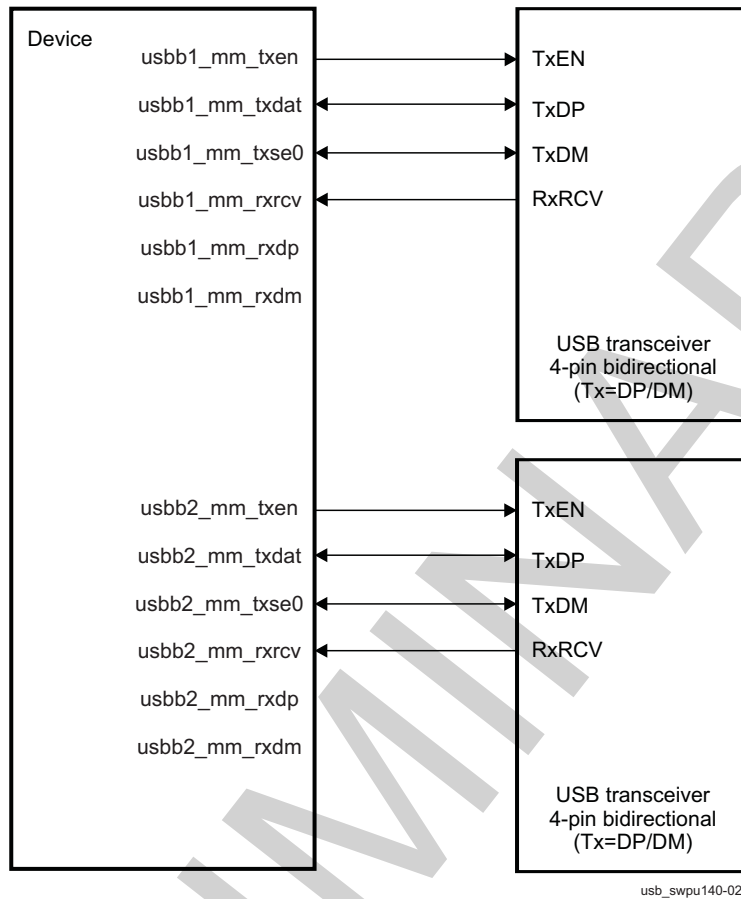 Device
usbb1_mm_txen
TxEN
usbb1_mm_txdat
TxDP
usbb1_mm_txse0
TxDM
usbb1_mm_rxrcv
RxRCV
usbb1_mm_rxdp
usbb1_mm_rxdm
USB transceiver
4-pin bidirectional
(Tx=DP/DM)
usbb2_mm_txen
TxEN
usbb2_mm_txdat
TxDP
usbb2_mm_txse0
TxDM
usbb2_mm_rxrcv
RxRCV
usbb2_mm_rxdp
usbb2_mm_rxdm
USB transceiver
4-pin bidirectional
(Tx=DP/DM)
usb_swpu140-02